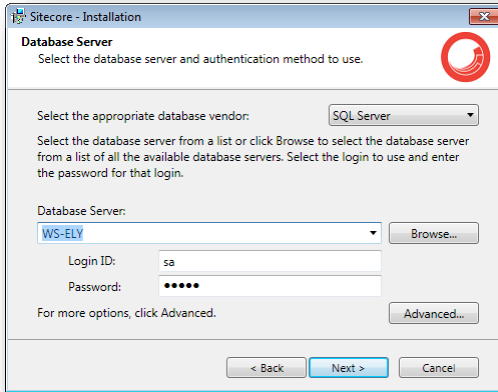 Sitecore - Installation
Database Server
Select the database server and authentication method to use.
Select the appropriate database vendor: SQL Server
Select the database server from a list or click Browse to select the database server
from a list of all the available database servers. Select the login to use and enter
the password for that login.
Database Server:
WS-ELY Browse...
Login ID: sa
Password: •••••
For more options, click Advanced. Advanced...
< Back Next > Cancel